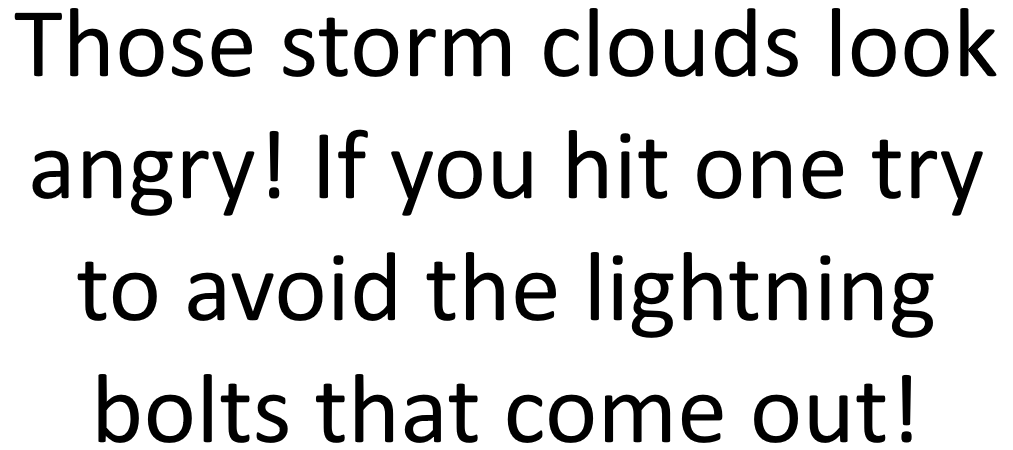 Those storm clouds look
angry! If you hit one try
to avoid the lightning
bolts that come out!